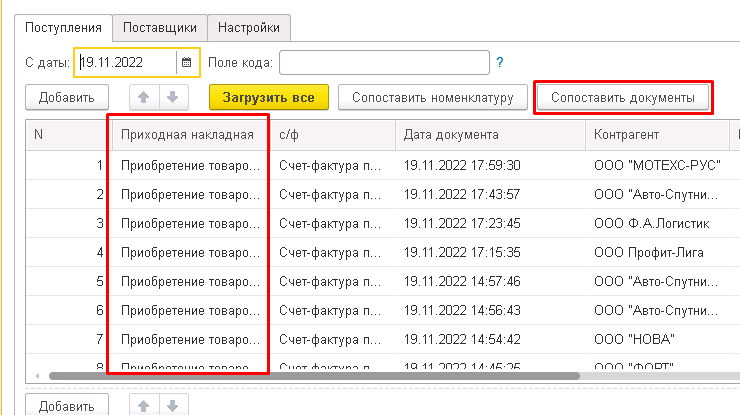 Поступления Поставщики Настройки
С даты: 19.11.2022 Поле кода: ?
Добавить Загрузить все Сопоставить номенклатуру Сопоставить документы
N Приходная накладная с/ф Дата документа Контрагент
1 Приобретение товаро... Счет-фактура п... 19.11.2022 17:59:30 ООО "МОТЕХС-РУС"
2 Приобретение товаро... Счет-фактура п... 19.11.2022 17:43:57 ООО "Авто-Спутни...
3 Приобретение товаро... Счет-фактура п... 19.11.2022 17:23:45 ООО Ф.А.Логистик
4 Приобретение товаро... Счет-фактура п... 19.11.2022 17:15:35 ООО Профит-Лига
5 Приобретение товаро... Счет-фактура п... 19.11.2022 14:57:46 ООО "Авто-Спутни...
6 Приобретение товаро... Счет-фактура п... 19.11.2022 14:56:43 ООО "Авто-Спутни...
7 Приобретение товаро... Счет-фактура п... 19.11.2022 14:54:42 ООО "НОВА"
8 Приобретение товаро... Счет-фактура п... 19.11.2022 14:45:25 ООО "ФОРТ"
Добавить